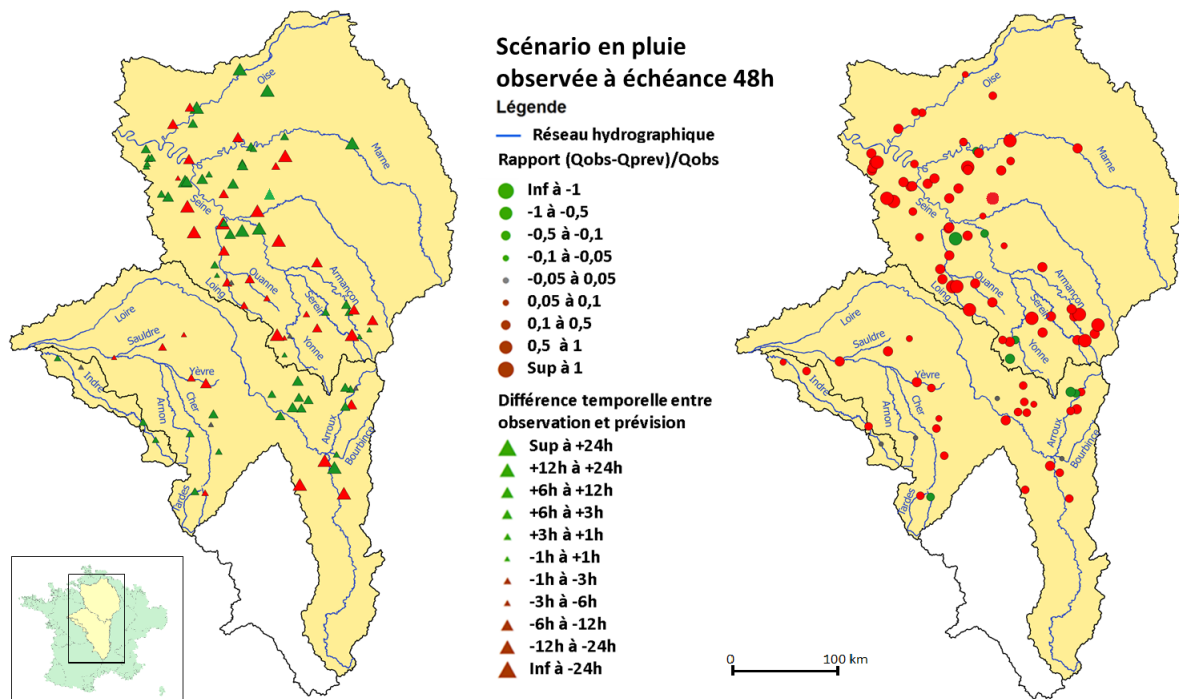 Scénario en pluie
observée à échéance 48h
Légende
Réseau hydrographique
Rapport (Qobs-Qprev)/Qobs
Inf à -1
-1 à -0,5
-0,5 à -0,1
-0,1 à -0,05
-0,05 à 0,05
0,05 à 0,1
0,1 à 0,5
0,5 à 1
Sup à 1
Différence temporelle entre
observation et prévision
Sup à +24h
+12h à +24h
+6h à +12h
+6h à +3h
+3h à +1h
-1h à +1h
-1h à -3h
-3h à -6h
-6h à -12h
-12h à -24h
Inf à -24h
Oise
Marne
Seine
Ouanne
Loing
Armançon
Serein
Yonne
Loire
Sauldre
Yèvre
Indre
Cher
Arnon
Arroux
Bourbince
Tardes
Oise
Marne
Seine
Ouanne
Loing
Armançon
Serein
Yonne
Loire
Sauldre
Yèvre
Indre
Cher
Arnon
Arroux
Bourbince
Tardes
0 100 km